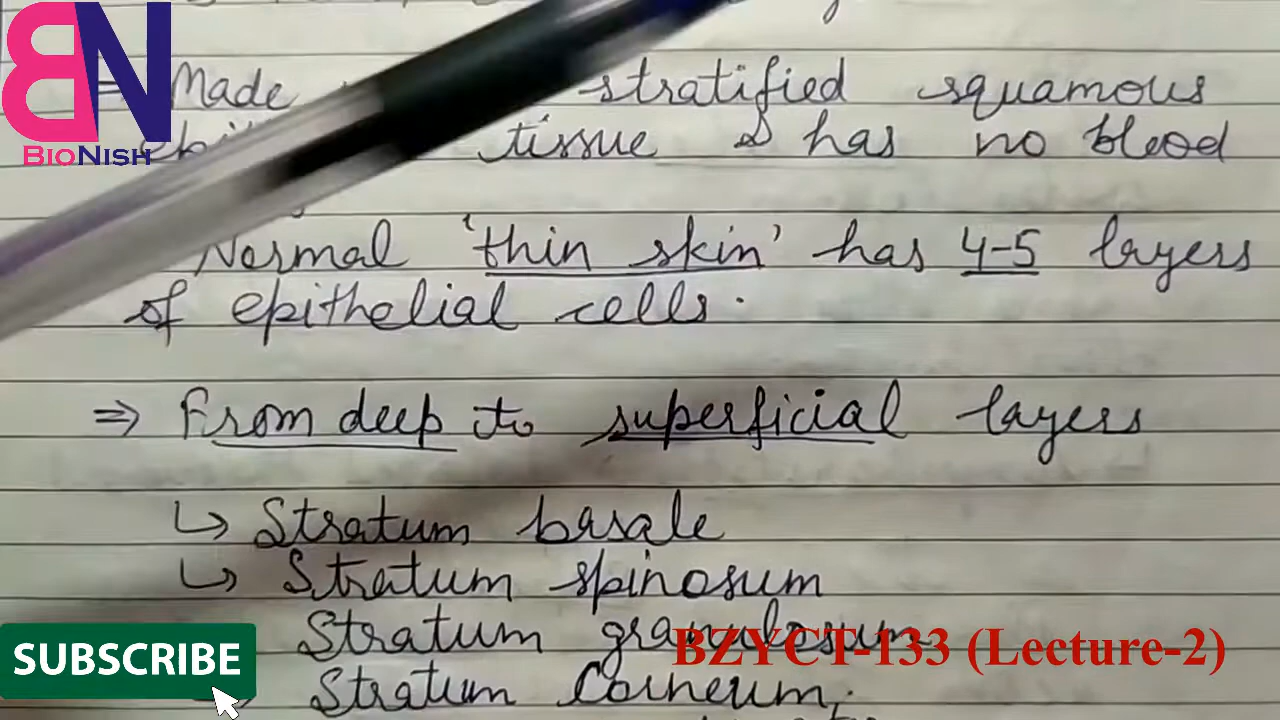 BN
BIONISH
⇒ Made stratified squamous
tissue & has no blood
Normal 'thin skin' has 4-5 layers
of epithelial cells.
⇒ From deep to superficial layers
↳ Stratum basale
↳ Stratum spinosum
Stratum granulosum
Stratum Corneum,
BZYCT-133 (Lecture-2)
SUBSCRIBE